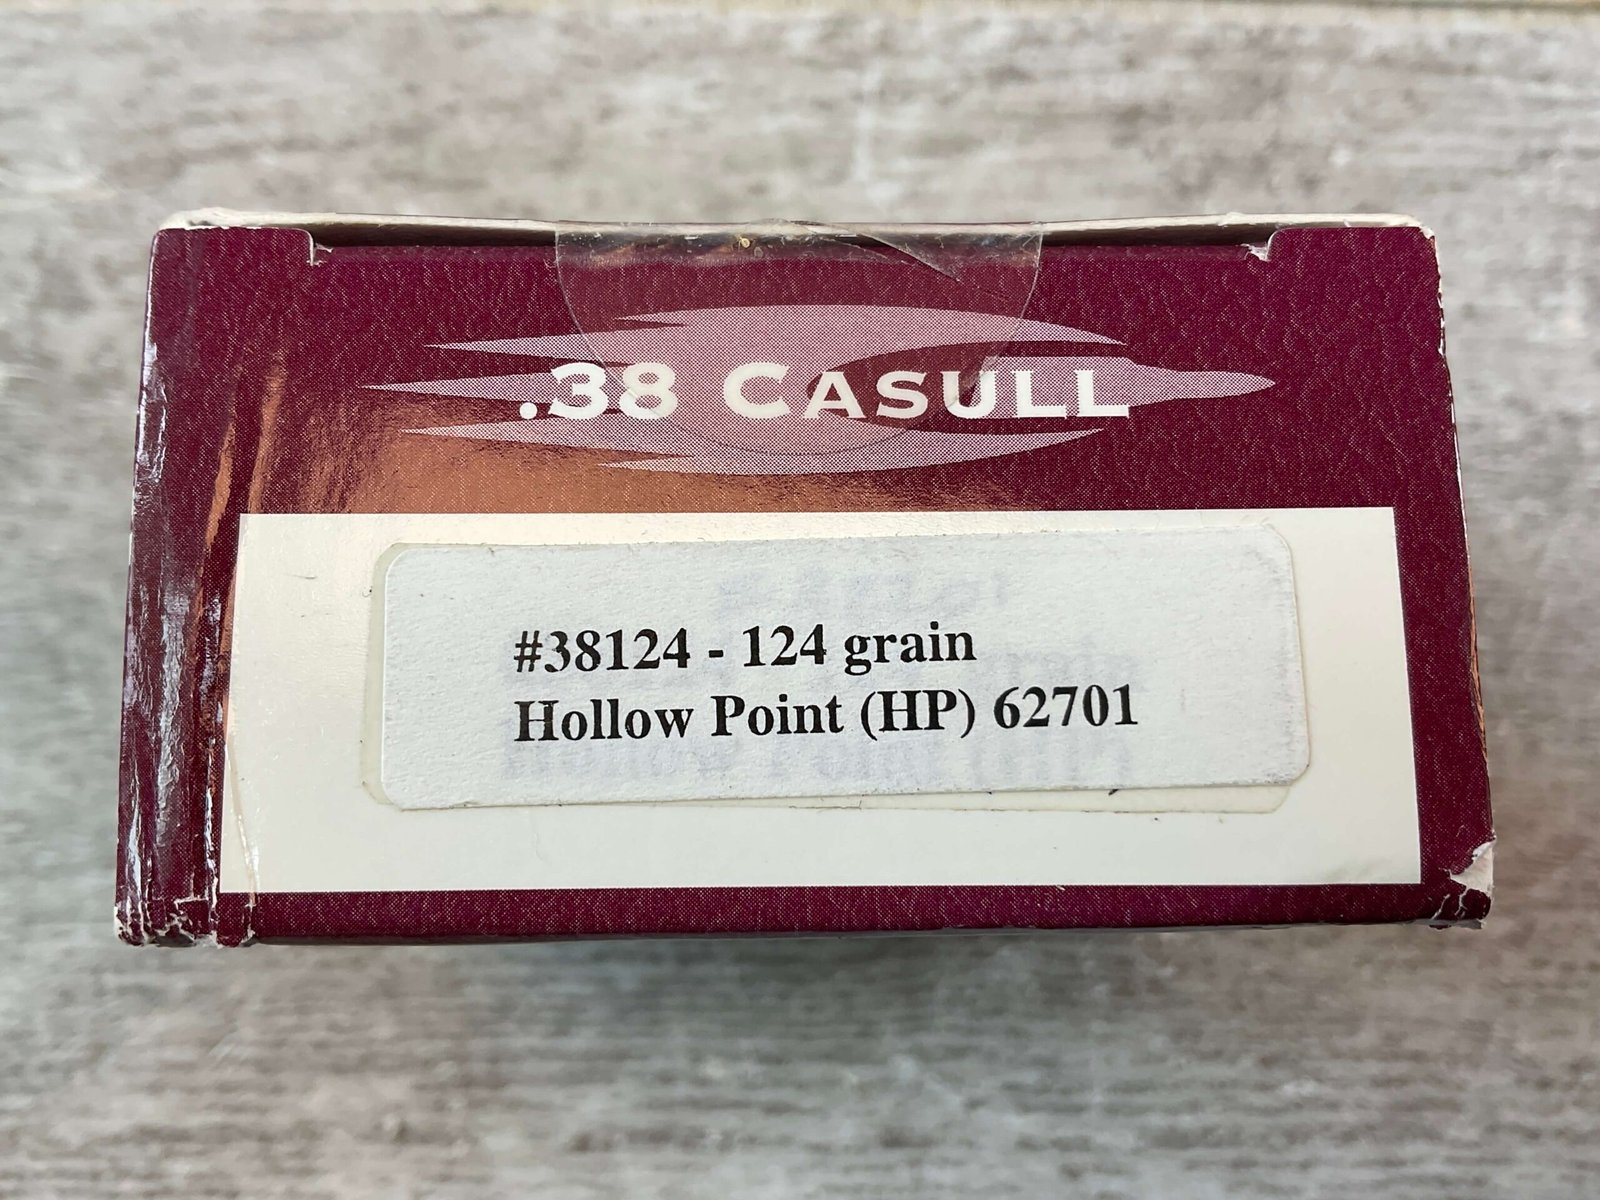 .38 CASULL
#38124 - 124 grain
Hollow Point (HP) 62701